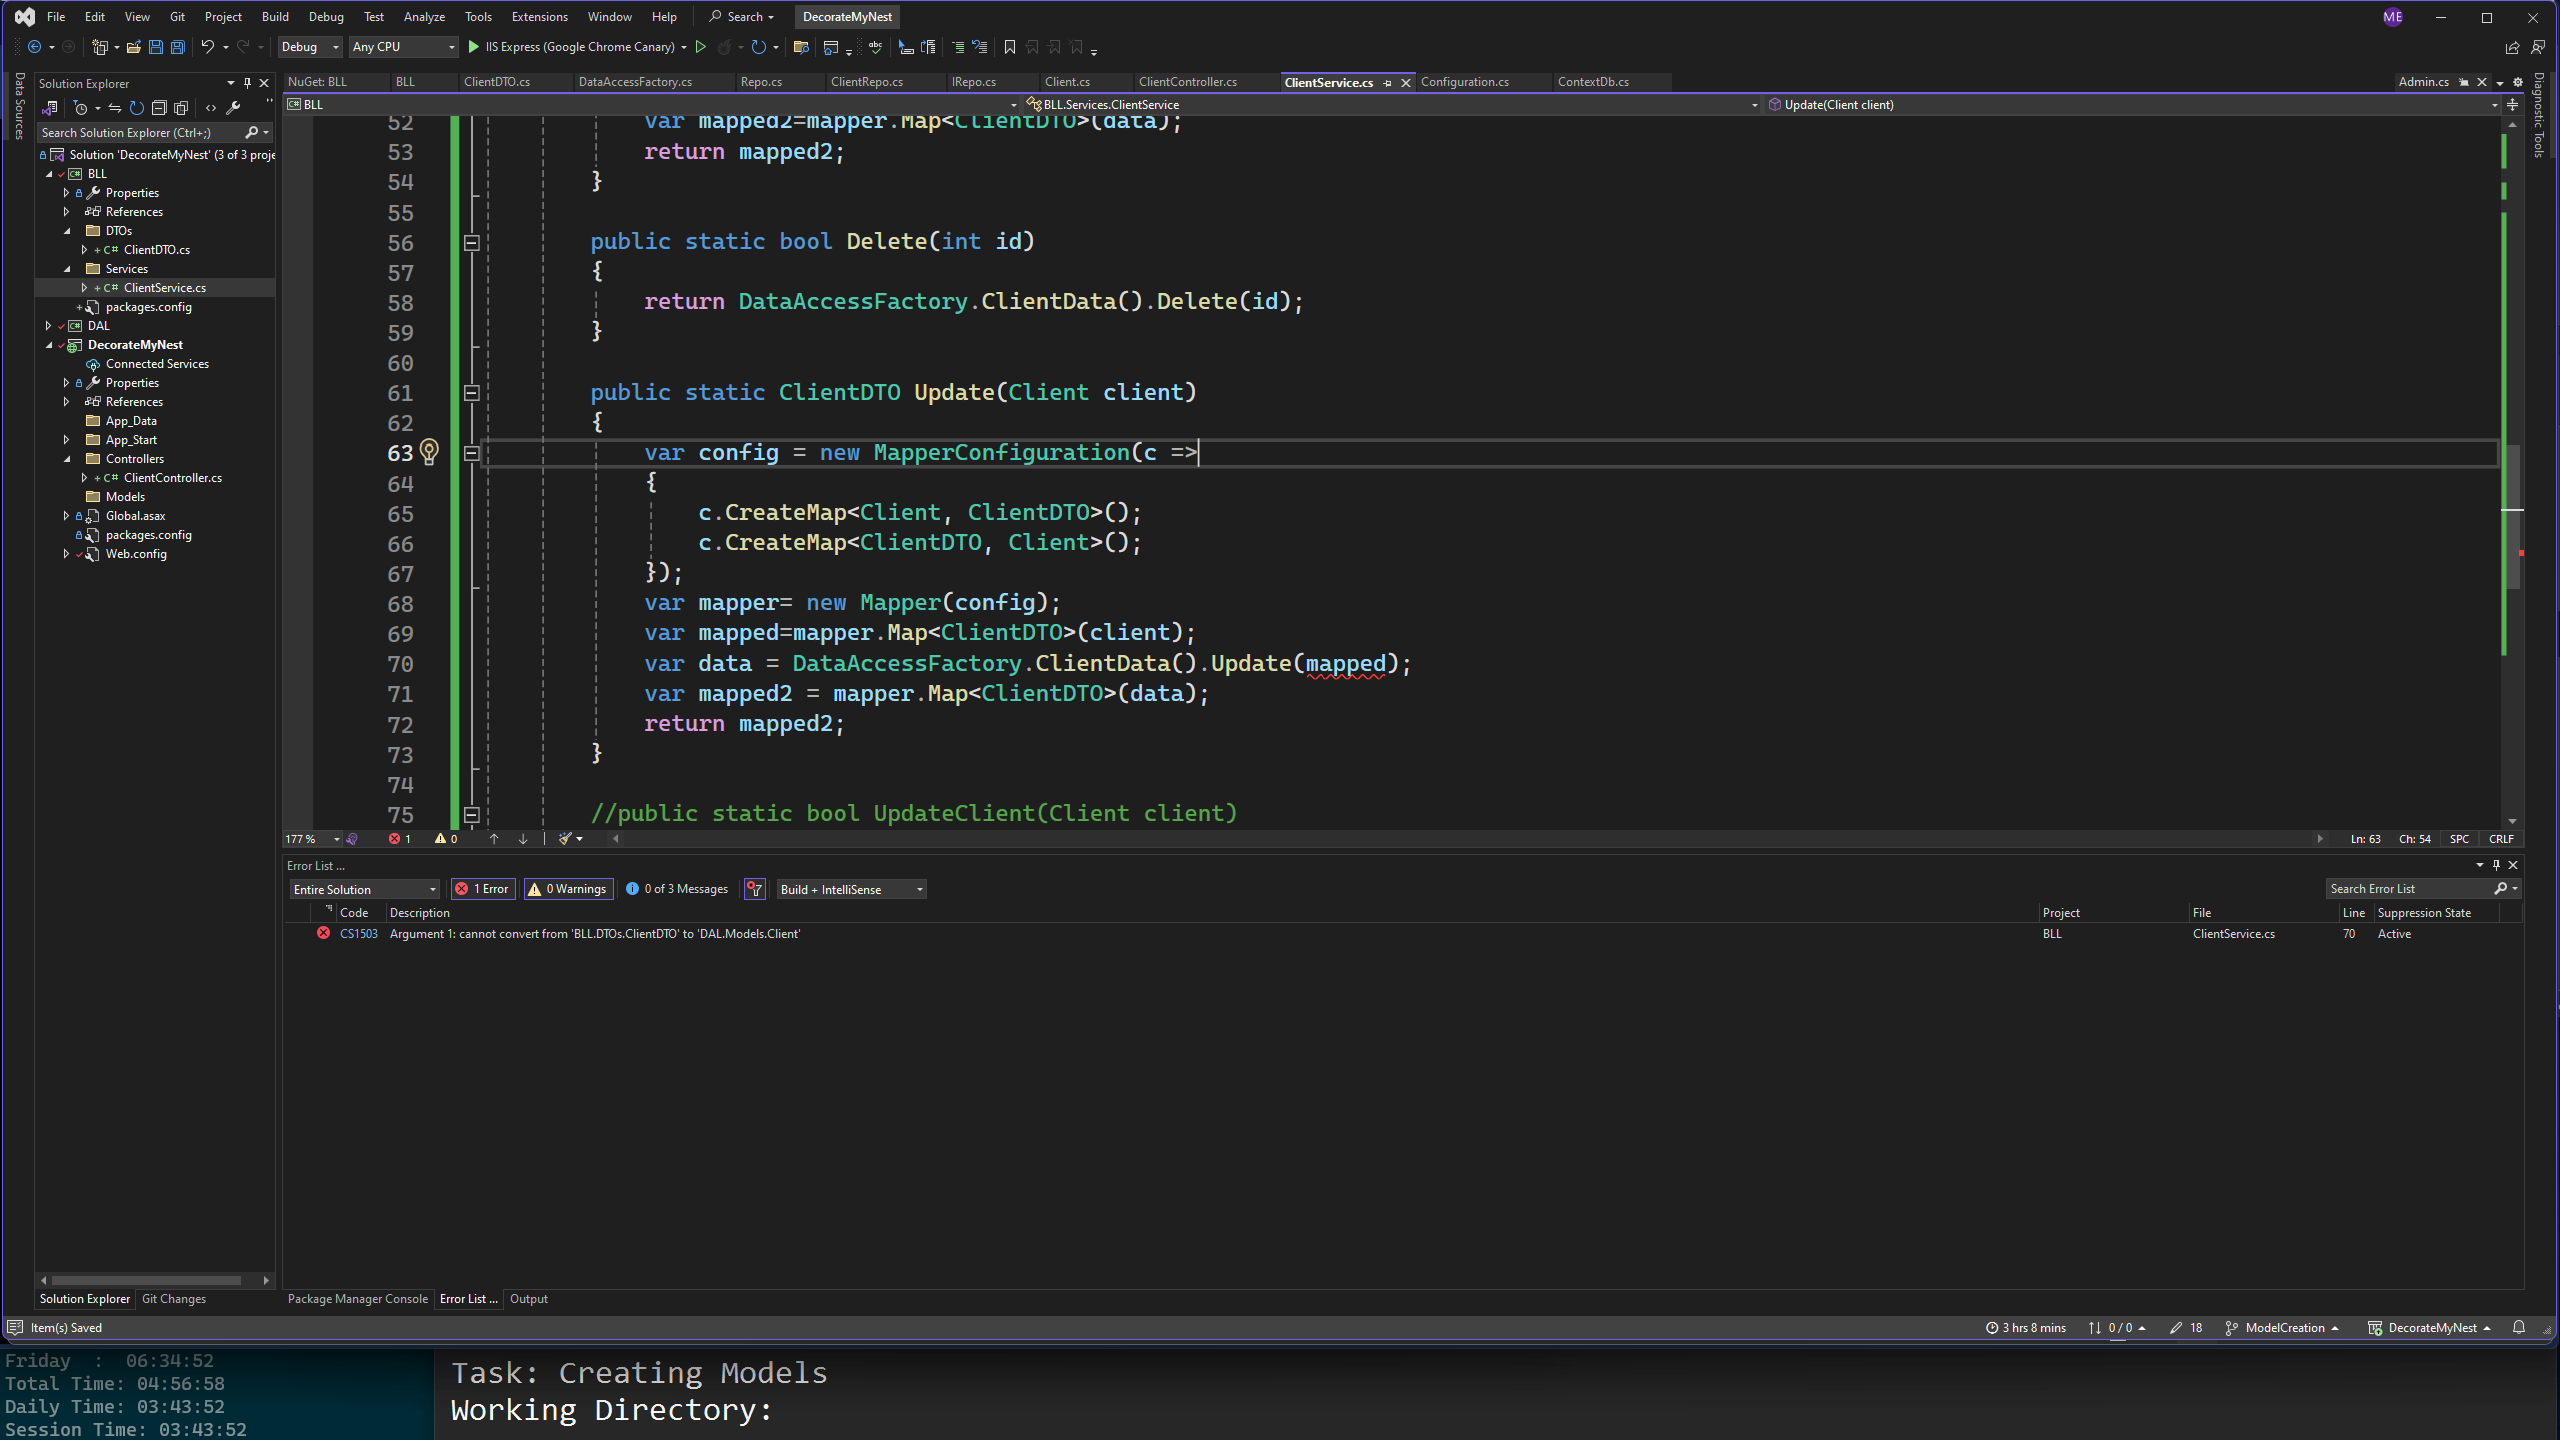 File Edit View Git Project Build Debug Test Analyze Tools Extensions Window Help Search DecorateMyNest ME
Debug Any CPU IIS Express (Google Chrome Canary)
Data Sources
Solution Explorer
Search Solution Explorer (Ctrl+;)
Solution 'DecorateMyNest' (3 of 3 proje
BLL
Properties
References
DTOs
C# ClientDTO.cs
Services
C# ClientService.cs
packages.config
DAL
DecorateMyNest
Connected Services
Properties
References
App_Data
App_Start
Controllers
C# ClientController.cs
Models
Global.asax
packages.config
Web.config
Solution Explorer Git Changes
NuGet: BLL BLL ClientDTO.cs DataAccessFactory.cs Repo.cs ClientRepo.cs IRepo.cs Client.cs ClientController.cs ClientService.cs Configuration.cs ContextDb.cs Admin.cs
BLL BLL.Services.ClientService Update(Client client)
Diagnostic Tools
52 var mapped2=mapper.Map<ClientDTO>(data);
53 return mapped2;
54 }
55
56 public static bool Delete(int id)
57 {
58 return DataAccessFactory.ClientData().Delete(id);
59 }
60
61 public static ClientDTO Update(Client client)
62 {
63 var config = new MapperConfiguration(c =>
64 {
65 c.CreateMap<Client, ClientDTO>();
66 c.CreateMap<ClientDTO, Client>();
67 });
68 var mapper= new Mapper(config);
69 var mapped=mapper.Map<ClientDTO>(client);
70 var data = DataAccessFactory.ClientData().Update(mapped);
71 var mapped2 = mapper.Map<ClientDTO>(data);
72 return mapped2;
73 }
74
75 //public static bool UpdateClient(Client client)
177 % 1 0 Ln: 63 Ch: 54 SPC CRLF
Error List ...
Entire Solution 1 Error 0 Warnings 0 of 3 Messages Build + IntelliSense Search Error List
Code Description Project File Line Suppression State
CS1503 Argument 1: cannot convert from 'BLL.DTOs.ClientDTO' to 'DAL.Models.Client' BLL ClientService.cs 70 Active
Package Manager Console Error List ... Output
Item(s) Saved 3 hrs 8 mins 0 / 0 18 ModelCreation DecorateMyNest
Friday : 06:34:52
Total Time: 04:56:58
Daily Time: 03:43:52
Session Time: 03:43:52
Task: Creating Models
Working Directory: